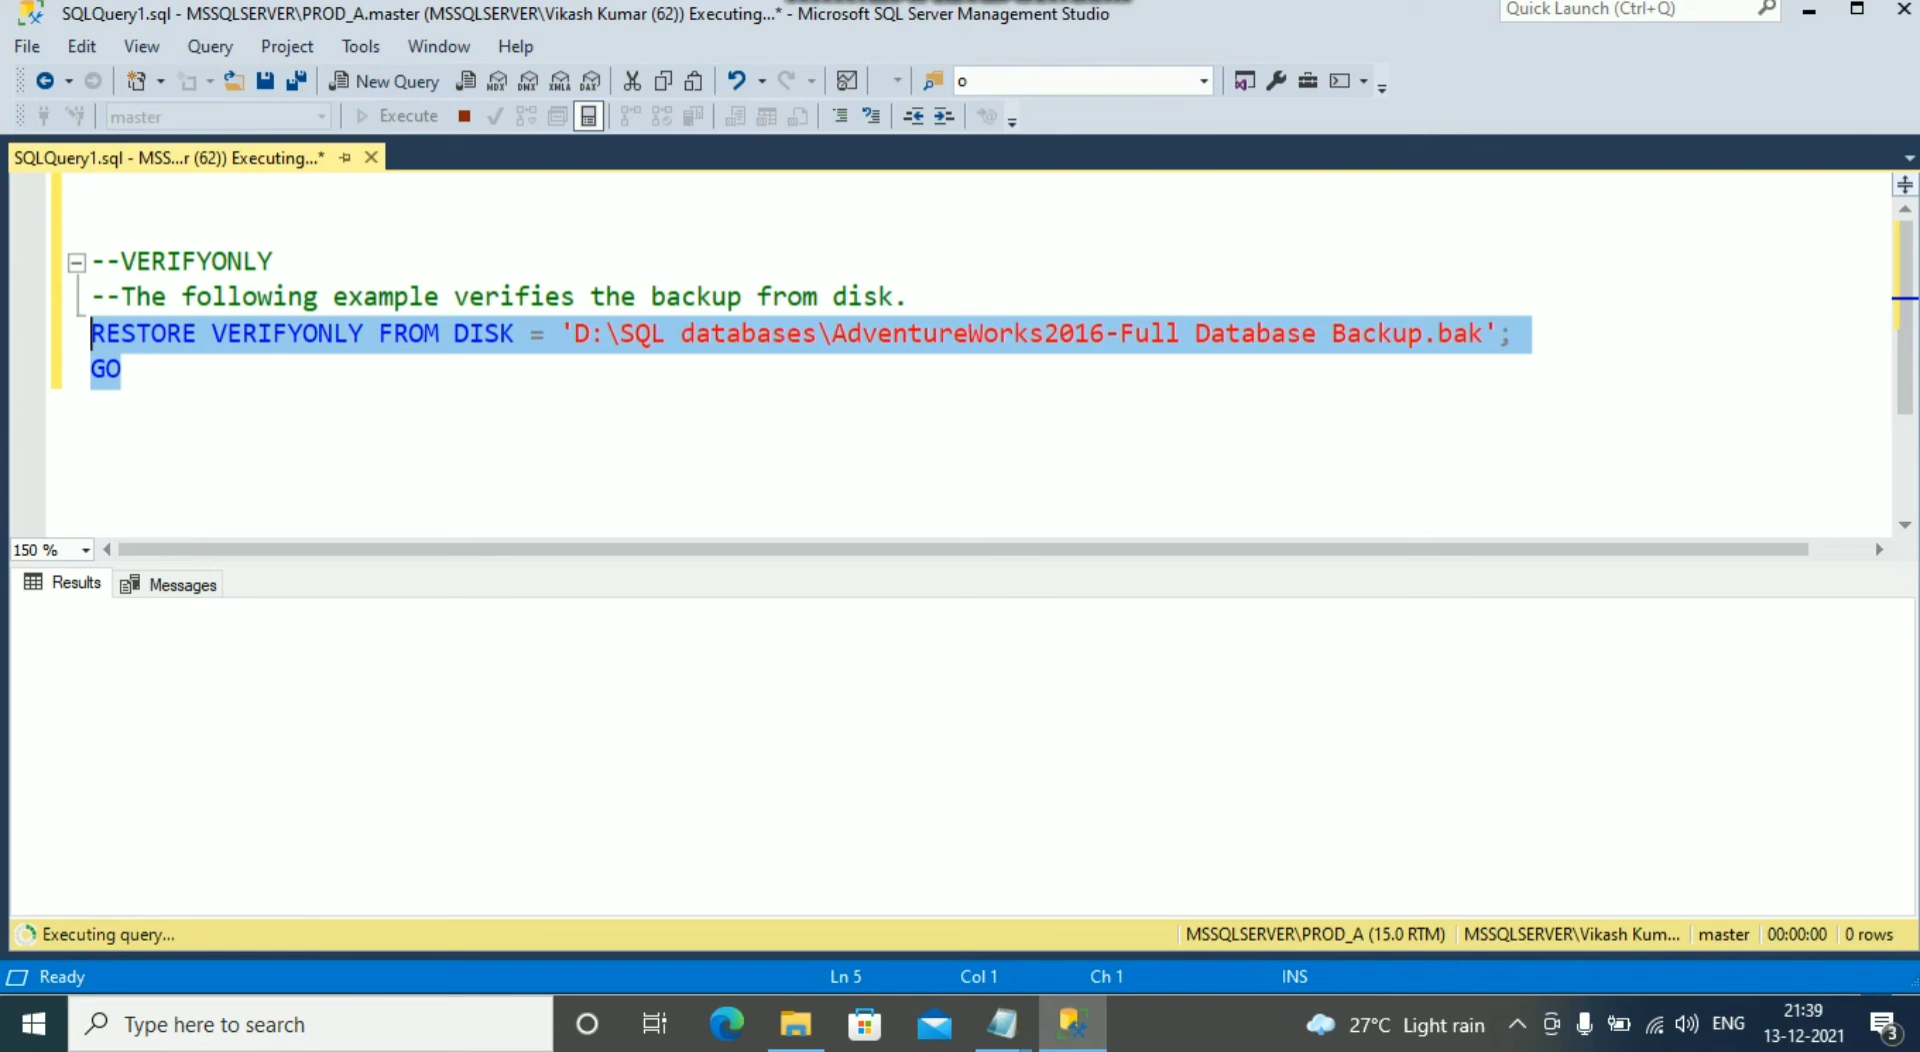 SQLQuery1.sql - MSSQLSERVER\PROD_A.master (MSSQLSERVER\Vikash Kumar (62)) Executing...* - Microsoft SQL Server Management Studio
Quick Launch (Ctrl+Q)
File Edit View Query Project Tools Window Help
New Query MDX DMX XMLA DAX o
master Execute
SQLQuery1.sql - MSS...r (62)) Executing...*
--VERIFYONLY
--The following example verifies the backup from disk.
RESTORE VERIFYONLY FROM DISK = 'D:\SQL databases\AdventureWorks2016-Full Database Backup.bak';
GO
150 %
Results Messages
Executing query... MSSQLSERVER\PROD_A (15.0 RTM) MSSQLSERVER\Vikash Kum... master 00:00:00 0 rows
Ready Ln 5 Col 1 Ch 1 INS
Type here to search 27°C Light rain ENG 21:39
13-12-2021 3